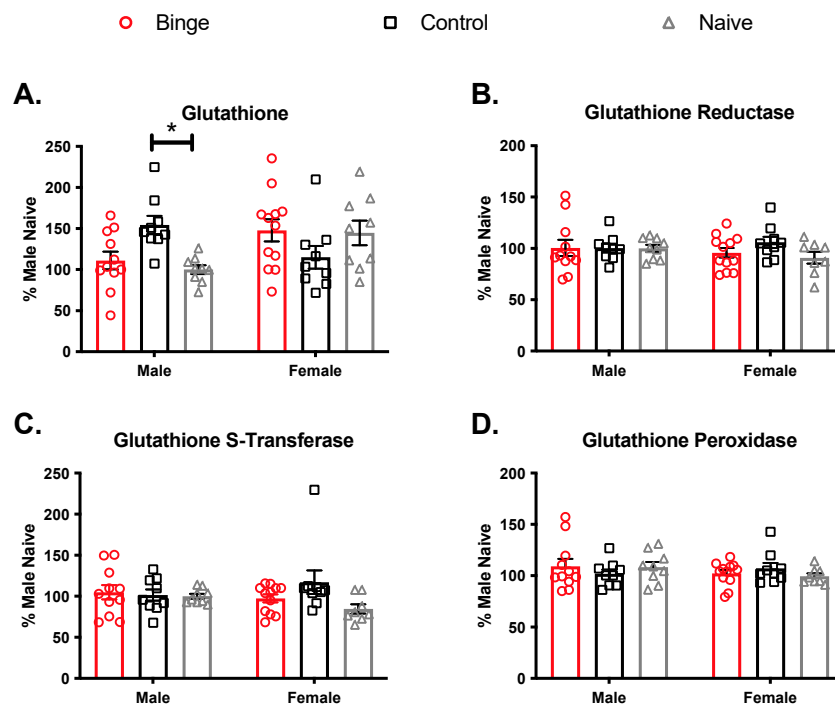 Binge Control Naive
A.
Glutathione
*
% Male Naive
250
200
150
100
50
0
Male Female
B.
Glutathione Reductase
% Male Naive
200
150
100
50
0
Male Female
C.
Glutathione S-Transferase
% Male Naive
250
200
150
100
50
0
Male Female
D.
Glutathione Peroxidase
% Male Naive
200
150
100
50
0
Male Female